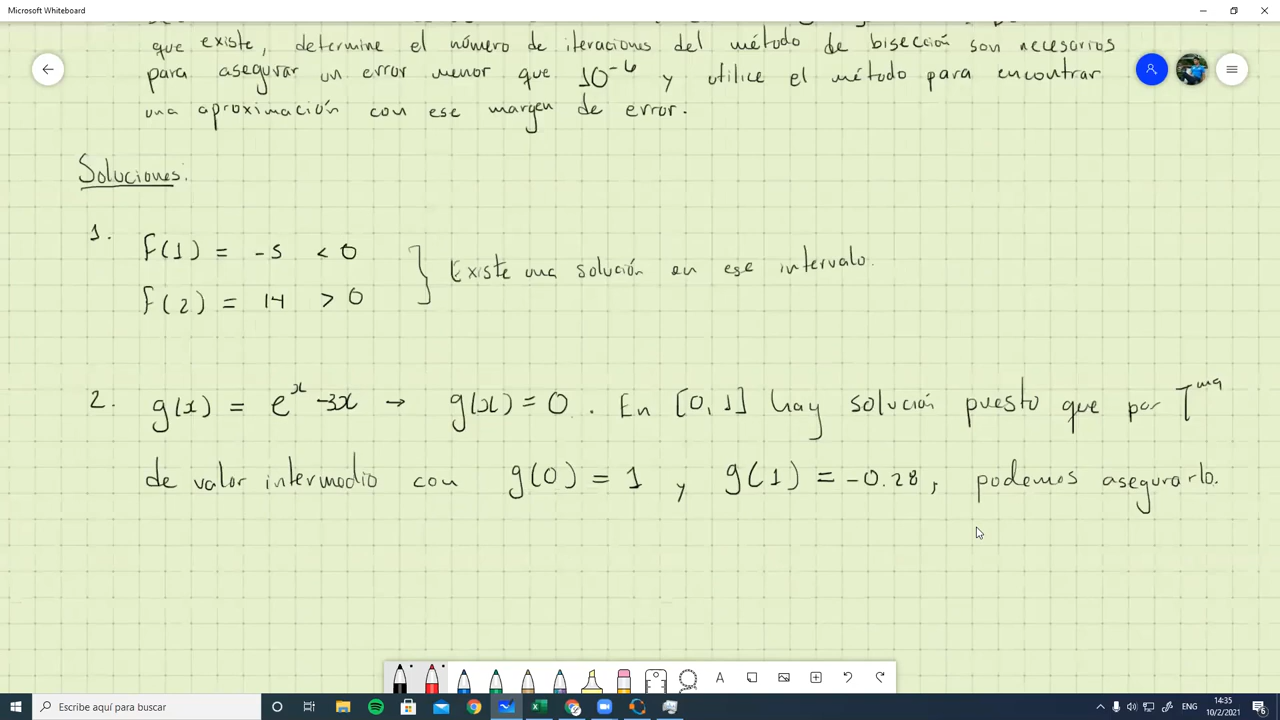 Microsoft Whiteboard
que existe, determine el número de iteraciones del método de bisección son necesarios
para asegurar un error menor que 10^-6 y utilice el método para encontrar
una aproximación con ese margen de error.
Soluciones:
1.
f(1) = -5 < 0
f(2) = 14 > 0
Existe una solución en ese intervalo.
2. g(x) = e^x -3x → g(x) = 0. En [0,1] hay solución puesto que por T^ma
de valor intermedio con g(0) = 1 y g(1) = -0.28, podemos asegurarlo.
Escribe aquí para buscar
14:35
10/2/2021